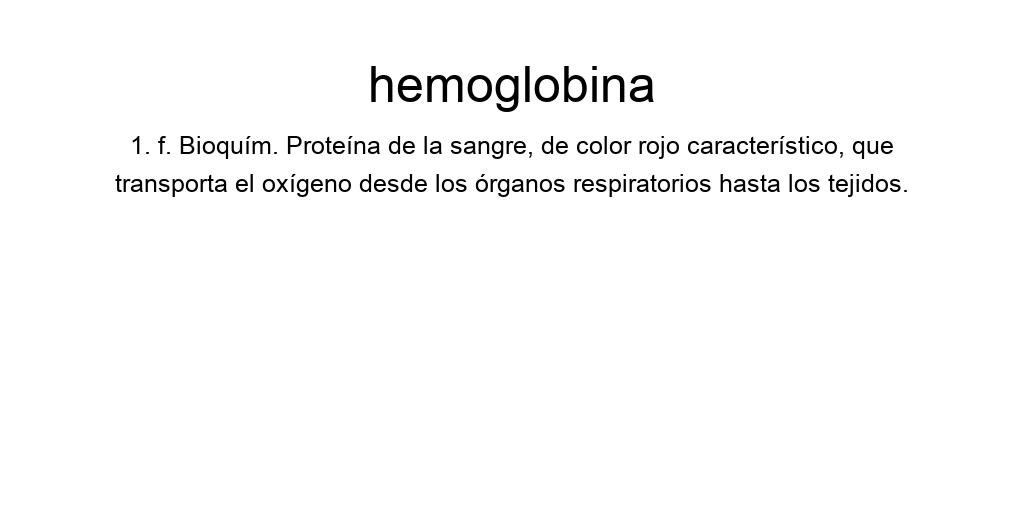 hemoglobina
1. f. Bioquím. Proteína de la sangre, de color rojo característico, que
transporta el oxígeno desde los órganos respiratorios hasta los tejidos.